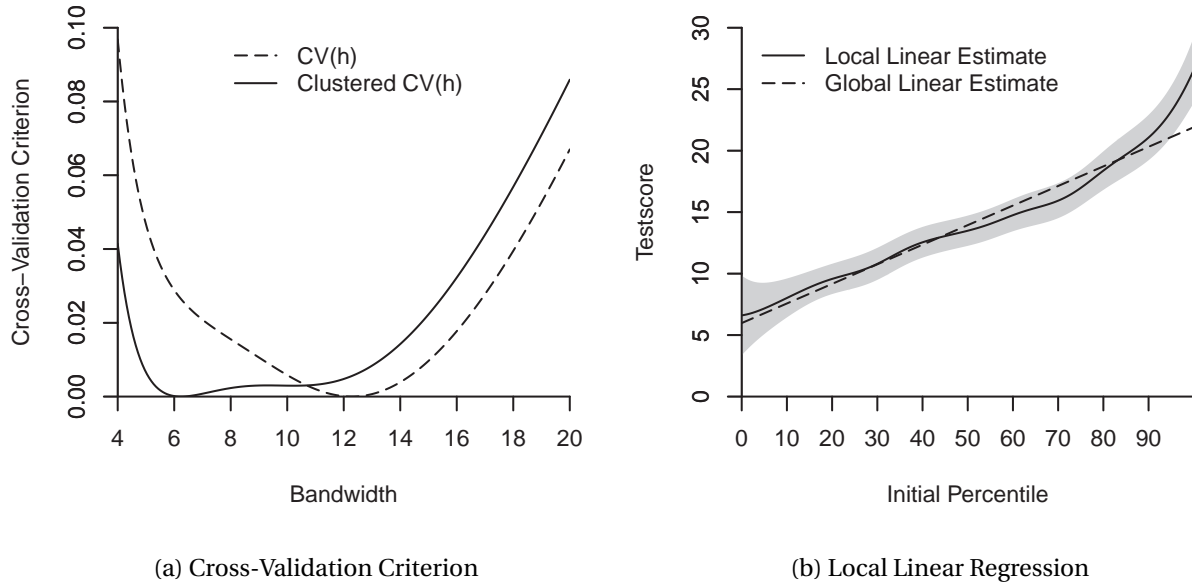 CV(h)
Clustered CV(h)
Cross−Validation Criterion
0.00 0.02 0.04 0.06 0.08 0.10
4 6 8 10 12 14 16 18 20
Bandwidth
(a) Cross-Validation Criterion
Local Linear Estimate
Global Linear Estimate
Testscore
0 5 10 15 20 25 30
0 10 20 30 40 50 60 70 80 90
Initial Percentile
(b) Local Linear Regression